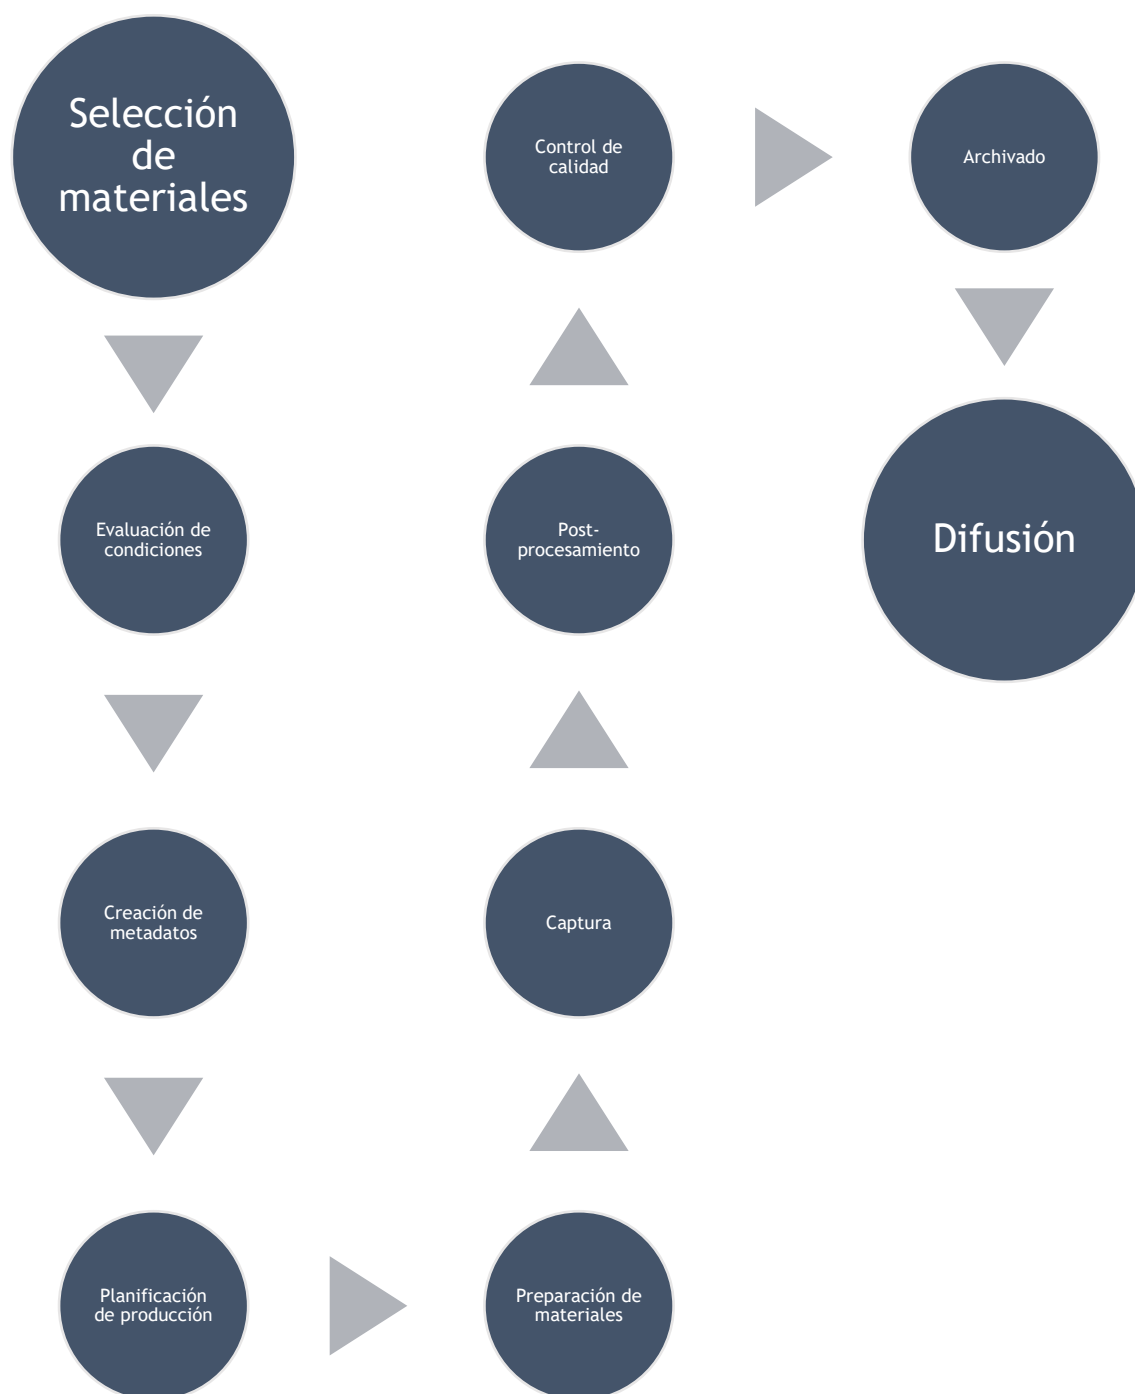 Selección
de
materiales
Evaluación de
condiciones
Creación de
metadatos
Planificación
de producción
Preparación de
materiales
Captura
Post-
procesamiento
Control de
calidad
Archivado
Difusión